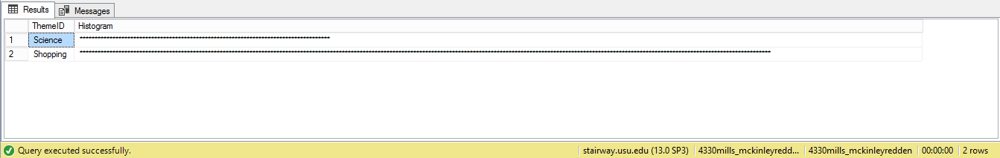 Results Messages
ThemeID Histogram
1 Science
2 Shopping
Query executed successfully. stairway.usu.edu (13.0 SP3) 4330mills_mckinleyredd... 4330mills_mckinleyredden 00:00:00 2 rows